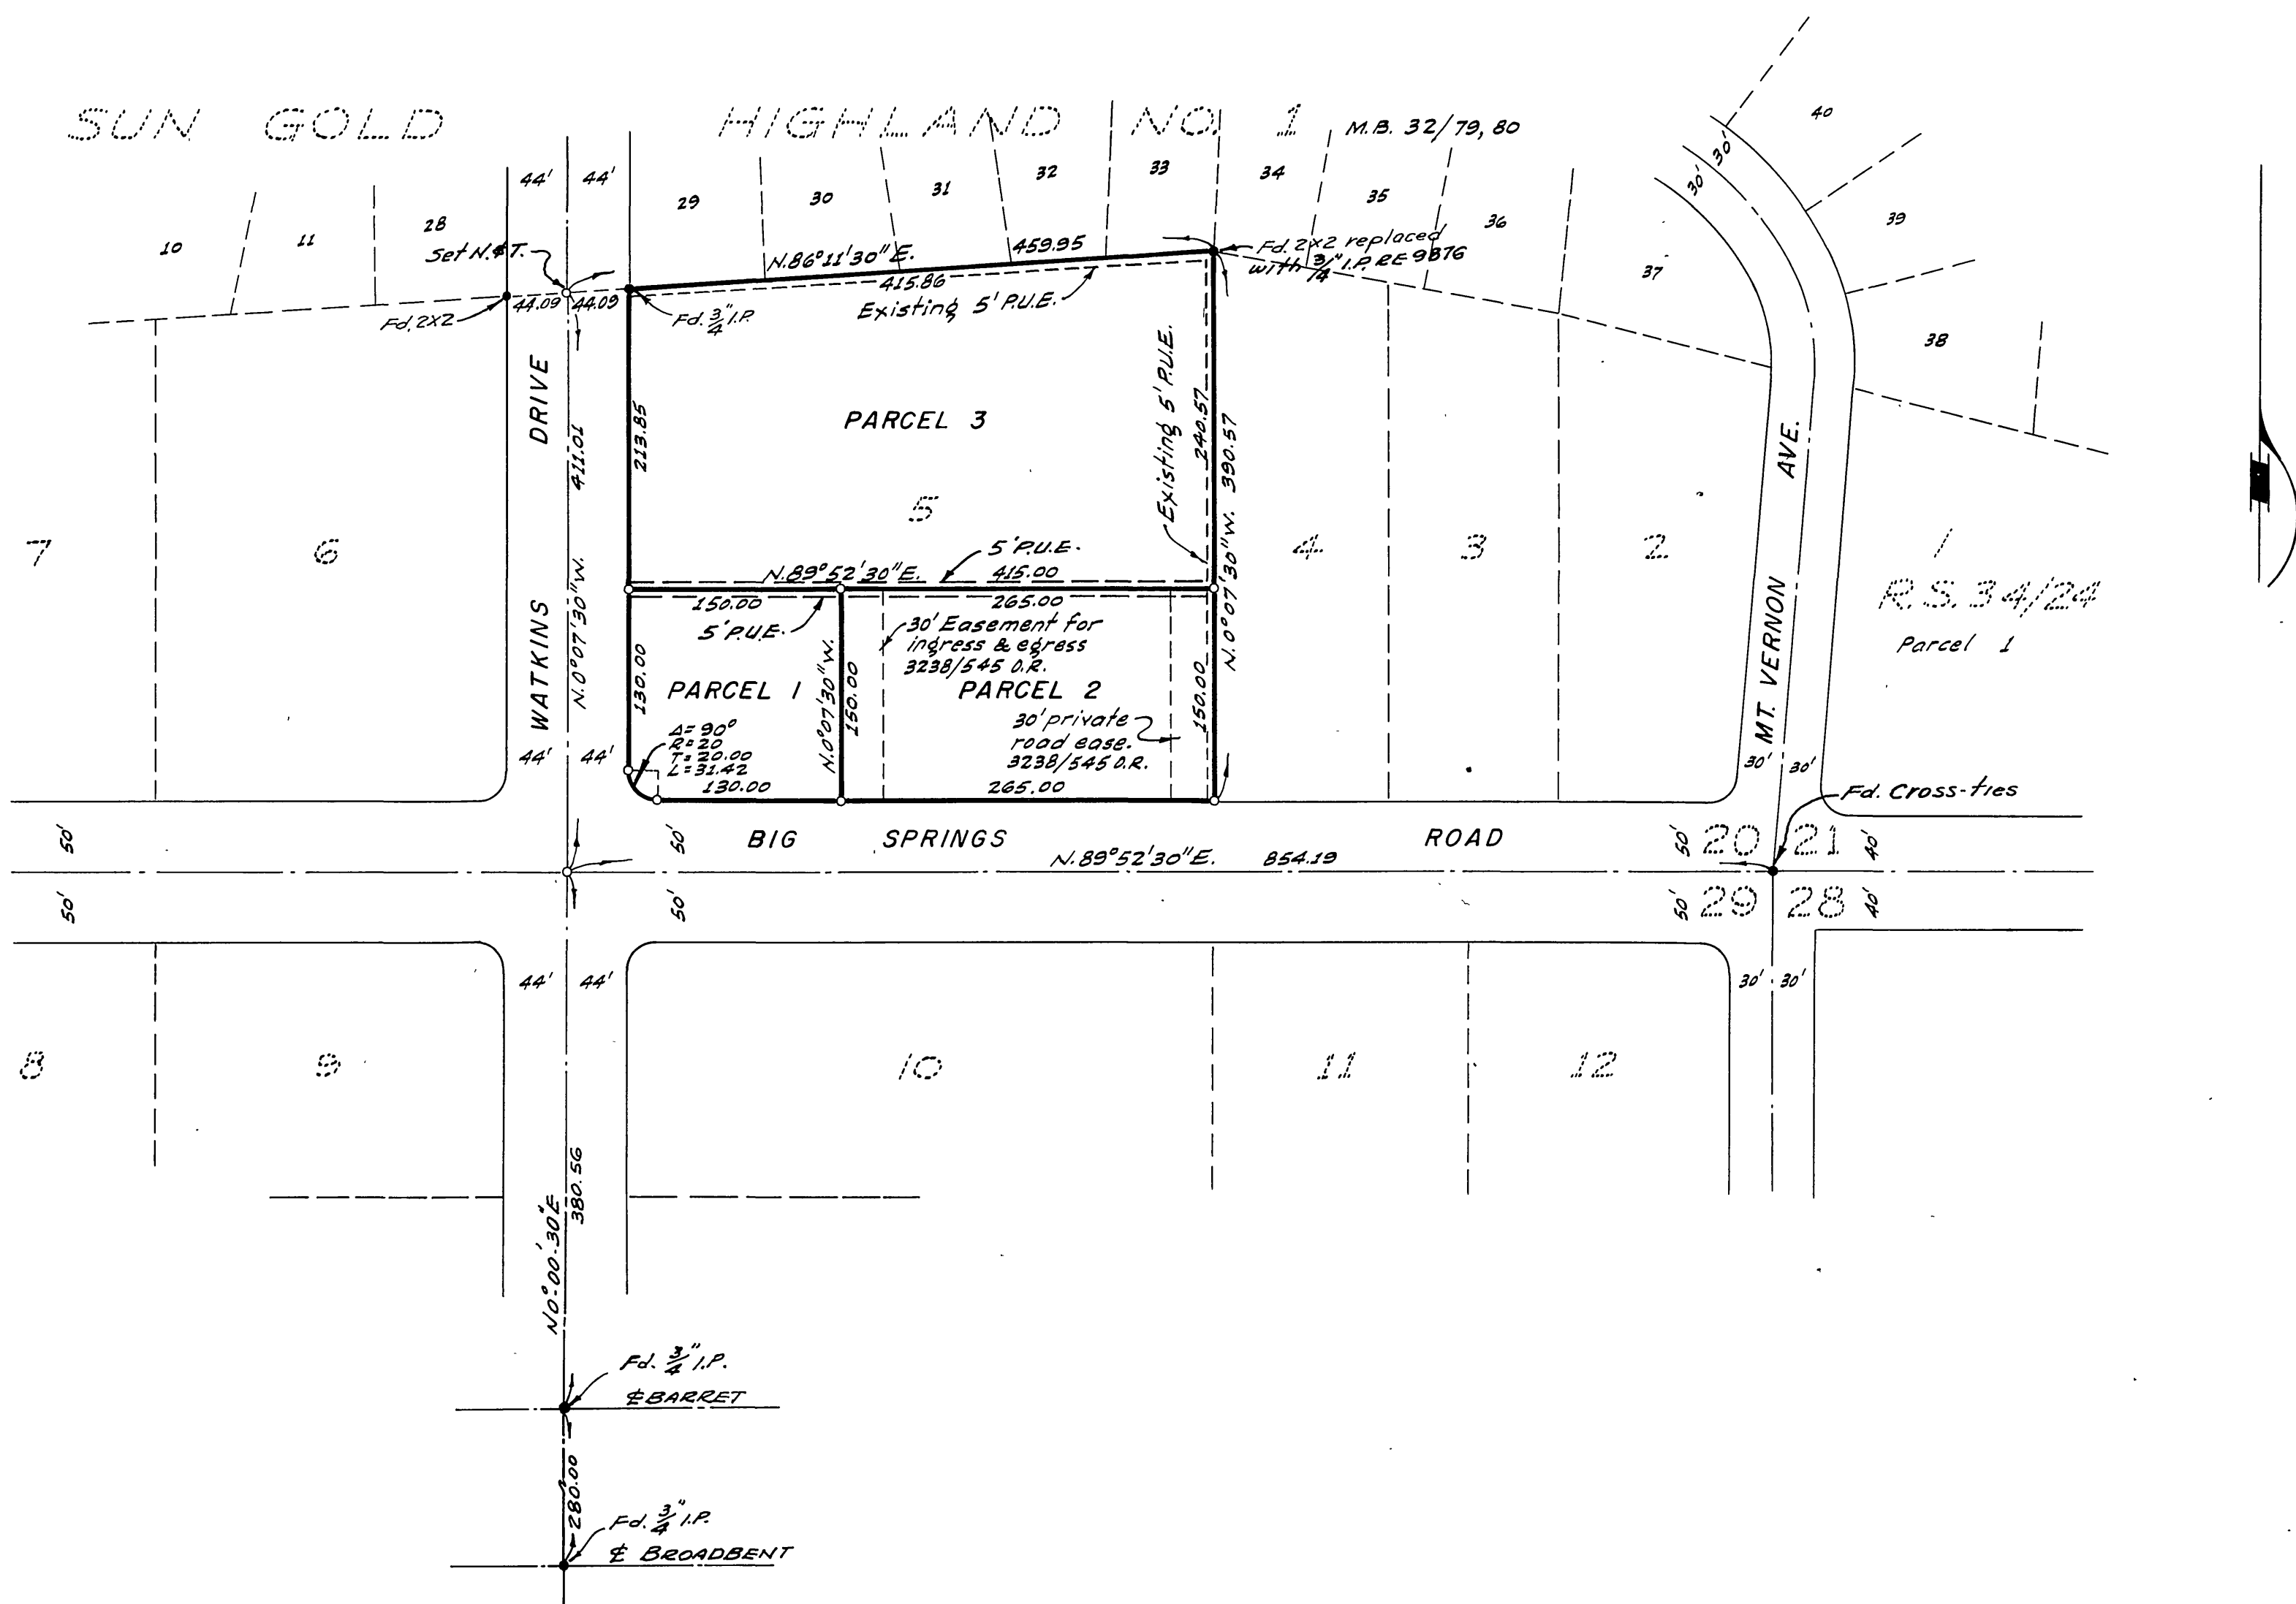 SUN GOLD HIGHLAND NO. 1 M.B. 32/79, 80
40
30'
30'
44' 44'
29 30 31 32 33 34 35 36 37 39 38
10 11 28
Set N.&T.
N.86°11'30"E. 459.95
415.86
Existing 5' P.U.E.
Fd. 2x2 replaced
with 3/4" I.P. RE 9876
44.09 44.09
Fd. 2X2
Fd. 3/4" I.P.
WATKINS DRIVE
N.0°07'30"W. 411.01
213.85
PARCEL 3
5
Existing 5' P.U.E.
240.57
N.0°07'30"W. 390.57
7 6 4 3 2 1
R.S. 34/24
Parcel 1
MT. VERNON AVE.
5' P.U.E.
N.89°52'30"E. 415.00
150.00 265.00
5' P.U.E.
30' Easement for
ingress & egress
3238/545 O.R.
130.00
PARCEL 1
N.0°07'30"W.
150.00
PARCEL 2
150.00
30' private
road ease.
3238/545 O.R.
Δ=90°
R=20
T=20.00
L=31.42
130.00 265.00
44' 44'
30' 30'
Fd. Cross-ties
50' 50' BIG SPRINGS ROAD 50' 20 21 40'
N.89°52'30"E. 854.19
50' 50' 50' 29 28 40'
44' 44'
30' 30'
8 9 10 11 12
N0°00'30"E
380.56
Fd. 3/4" I.P.
℄ BARRET
280.00
Fd. 3/4" I.P.
℄ BROADBENT